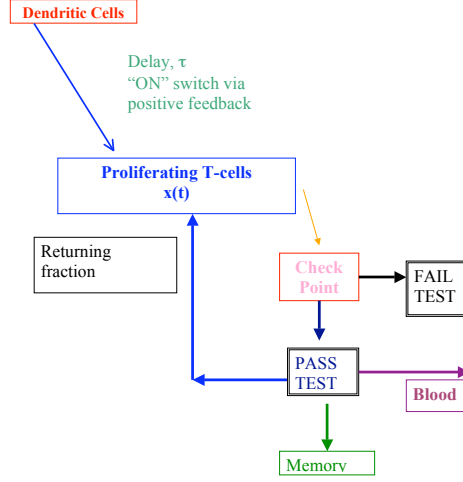 Dendritic Cells
Delay, τ
“ON” switch via
positive feedback
Proliferating T-cells
x(t)
Returning
fraction
Check
Point
FAIL
TEST
PASS
TEST
Blood
Memory